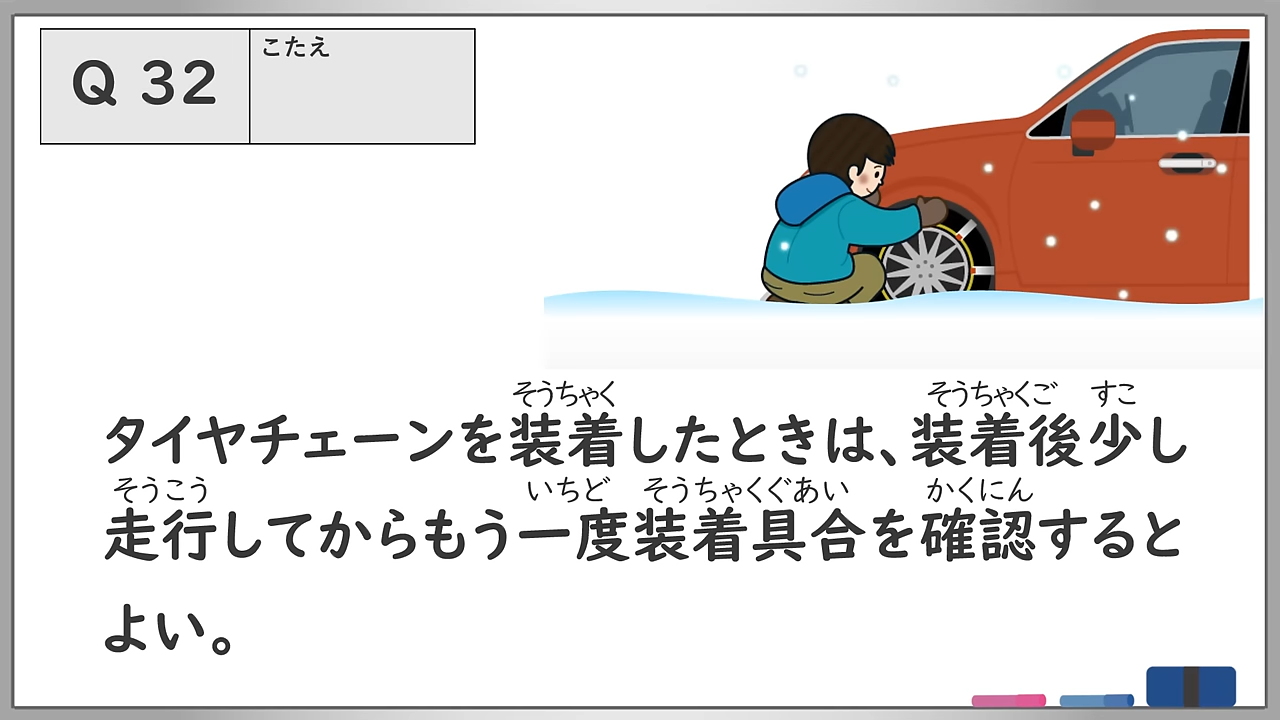 Q 32
こたえ
そうちゃく そうちゃくご すこ
タイヤチェーンを装着したときは、装着後少し
そうこう いちど そうちゃくぐあい かくにん
走行してからもう一度装着具合を確認すると
よい。